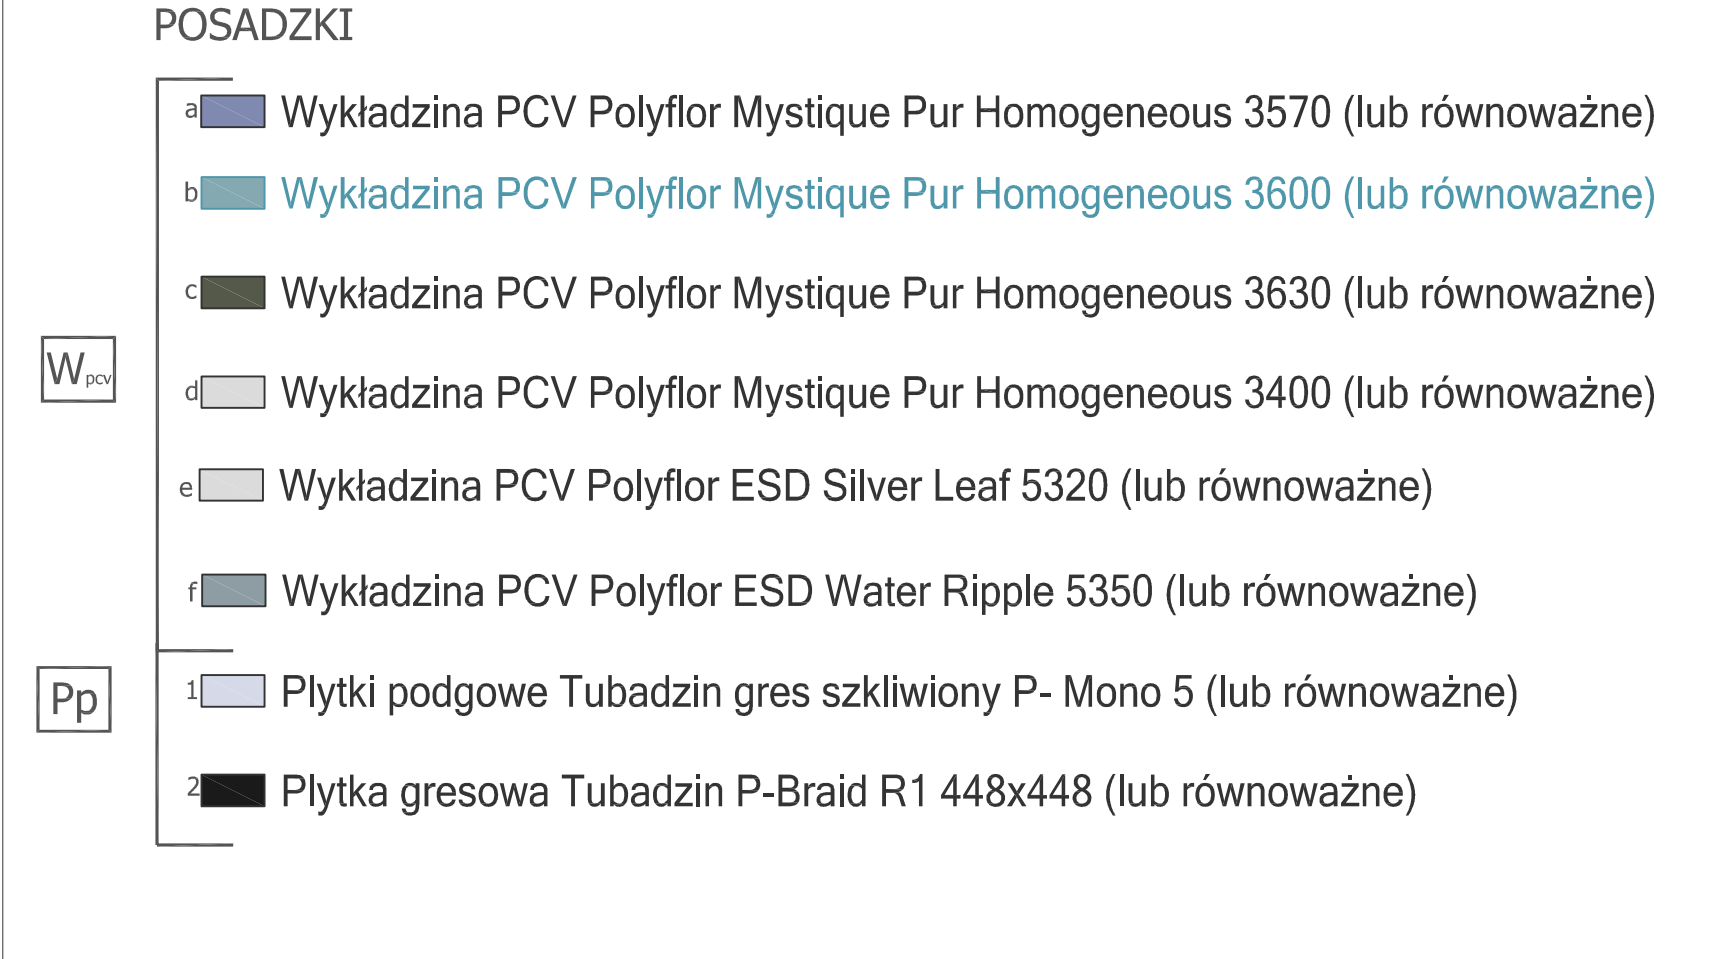 POSADZKI
a Wykładzina PCV Polyflor Mystique Pur Homogeneous 3570 (lub równoważne)
b Wykładzina PCV Polyflor Mystique Pur Homogeneous 3600 (lub równoważne)
c Wykładzina PCV Polyflor Mystique Pur Homogeneous 3630 (lub równoważne)
Wpcv
d Wykładzina PCV Polyflor Mystique Pur Homogeneous 3400 (lub równoważne)
e Wykładzina PCV Polyflor ESD Silver Leaf 5320 (lub równoważne)
f Wykładzina PCV Polyflor ESD Water Ripple 5350 (lub równoważne)
Pp
1 Plytki podgowe Tubadzin gres szkliwiony P- Mono 5 (lub równoważne)
2 Plytka gresowa Tubadzin P-Braid R1 448x448 (lub równoważne)